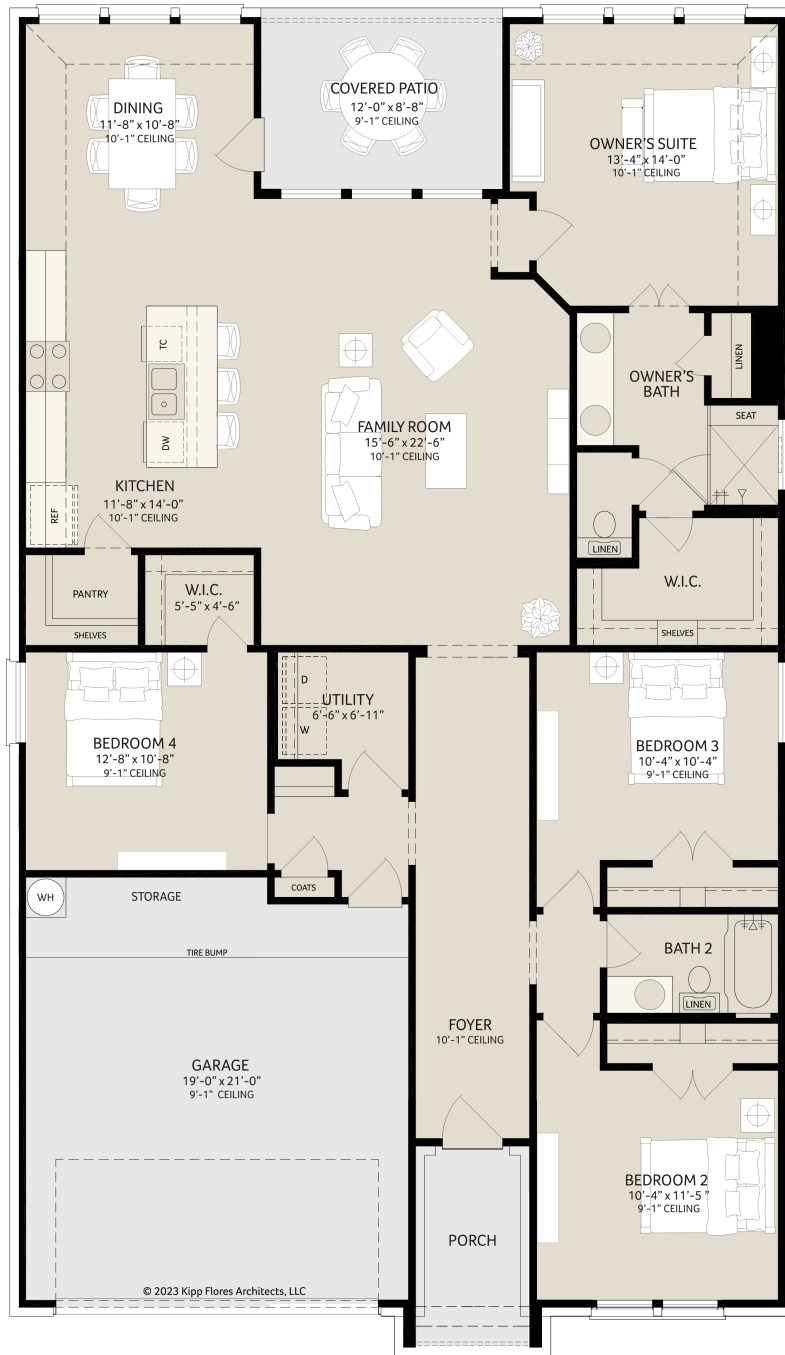 COVERED PATIO
12'-0" x 8'-8"
9'-1" CEILING
DINING
11'-8" x 10'-8"
10'-1" CEILING
OWNER'S SUITE
13'-4" x 14'-0"
10'-1" CEILING
TC
DW
REF
LINEN
OWNER'S
BATH
SEAT
FAMILY ROOM
15'-6" x 22'-6"
10'-1" CEILING
KITCHEN
11'-8" x 14'-0"
10'-1" CEILING
LINEN
PANTRY
SHELVES
W.I.C.
5'-5" x 4'-6"
W.I.C.
SHELVES
D
W
UTILITY
6'-6" x 6'-11"
BEDROOM 4
12'-8" x 10'-8"
9'-1" CEILING
BEDROOM 3
10'-4" x 10'-4"
9'-1" CEILING
WH
STORAGE
COATS
TIRE BUMP
BATH 2
LINEN
FOYER
10'-1" CEILING
GARAGE
19'-0" x 21'-0"
9'-1" CEILING
BEDROOM 2
10'-4" x 11'-5"
9'-1" CEILING
PORCH
© 2023 Kipp Flores Architects, LLC